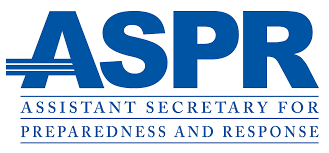 ASPR
ASSISTANT SECRETARY FOR
PREPAREDNESS AND RESPONSE